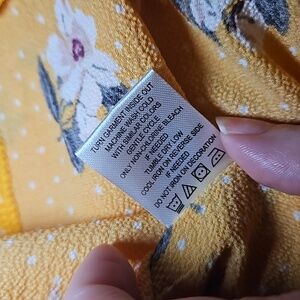 TURN GARMENT INSIDE OUT
MACHINE WASH COLD
WITH SIMILAR COLORS
GENTLE CYCLE
ONLY NON-CHLORINE BLEACH
IF NEEDED
TUMBLE DRY LOW
COOL IRON ON REVERSE SIDE
IF NEEDED
DO NOT IRON ON DECORATION